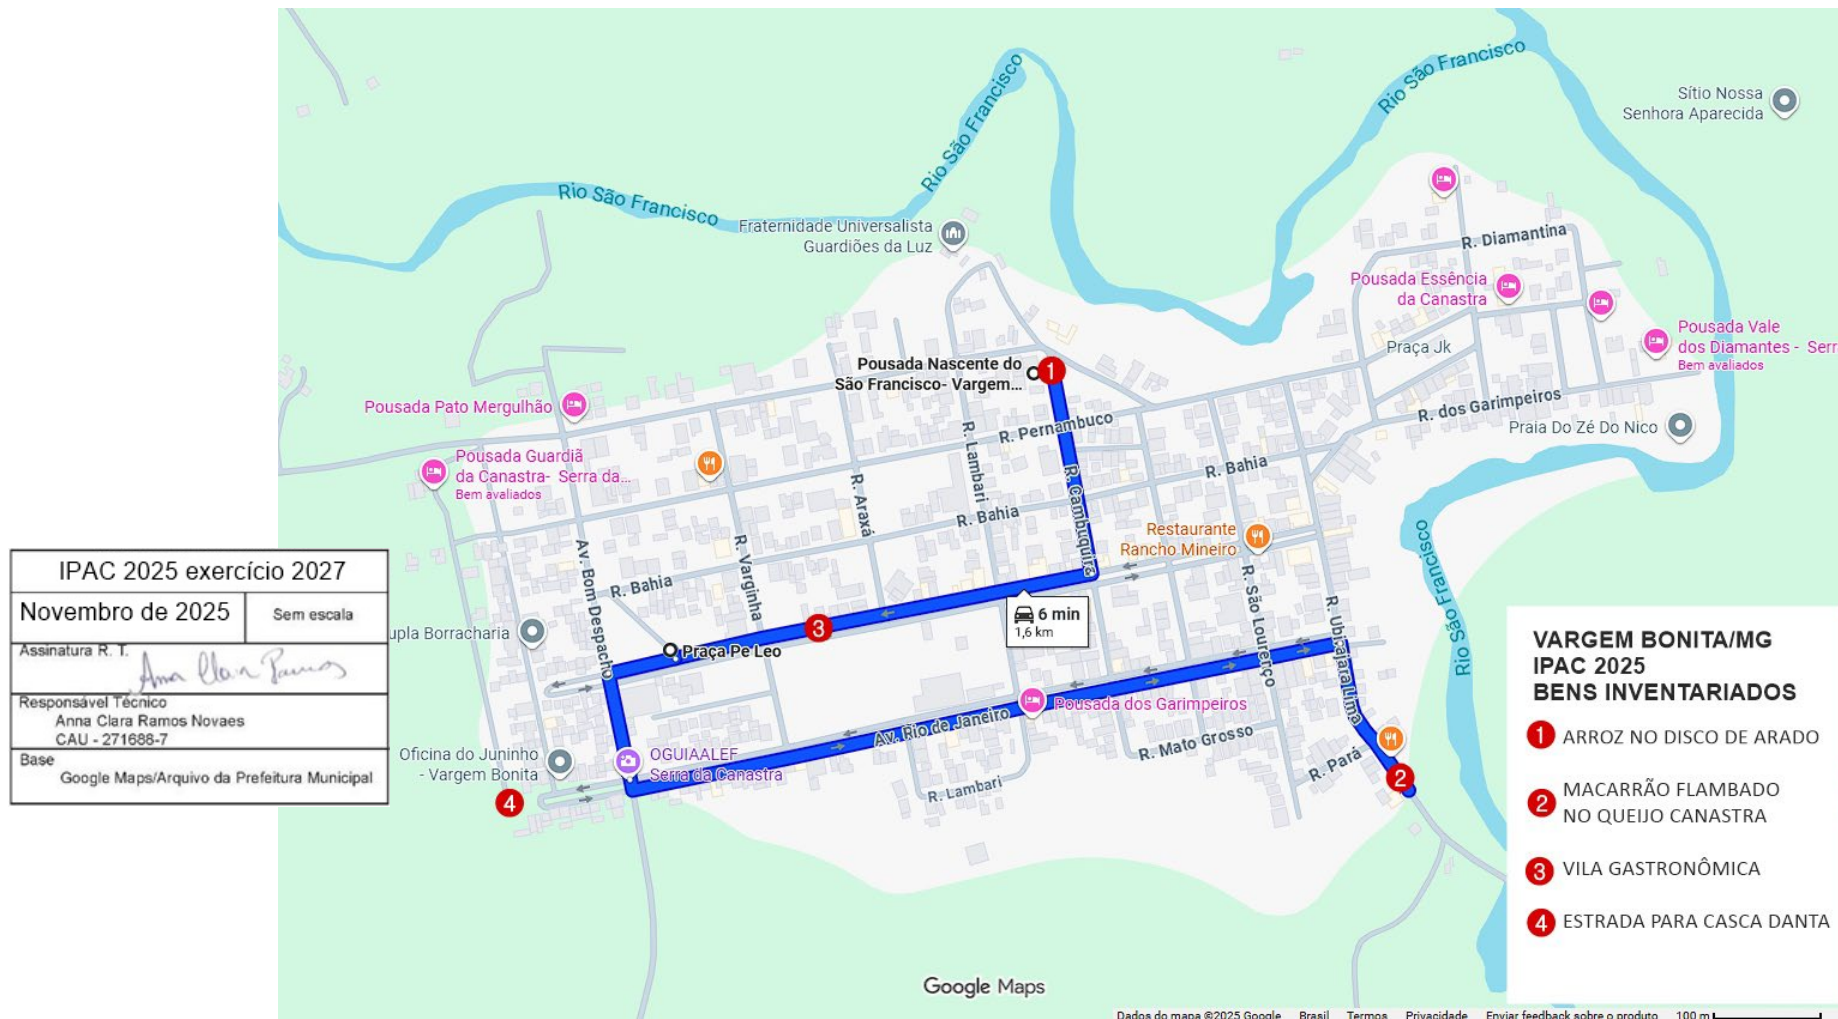 Rio São Francisco
Rio São Francisco
Rio São Francisco
Sítio Nossa
Senhora Aparecida
Fraternidade Universalista
Guardiões da Luz
R. Diamantina
Pousada Essência
da Canastra
Pousada Vale
dos Diamantes - Serr
Bem avaliados
Praça Jk
Pousada Nascente do
São Francisco- Vargem...
1
Pousada Pato Mergulhão
R. dos Garimpeiros
Praia Do Zé Do Nico
R. Pernambuco
R. Lambari
Pousada Guardiã
da Canastra- Serra da...
Bem avaliados
R. Bahia
R. Araxá
R. Cambuquira
R. Bahia
Restaurante
Rancho Mineiro
Av. Bom Despacho
R. Varginha
R. Bahia
R. São Lourenço
R. Ubirajara Lima
Rio São Francisco
6 min
1,6 km
3
upla Borracharia
Praça Pe Leo
Pousada dos Garimpeiros
Av. Rio de Janeiro
R. Mato Grosso
R. Pará
2
OGUIAALEF
Serra da Canastra
Oficina do Juninho
- Vargem Bonita
R. Lambari
4
IPAC 2025 exercício 2027
Novembro de 2025
Sem escala
Assinatura R. T.
Responsável Técnico
Anna Clara Ramos Novaes
CAU - 271688-7
Base
Google Maps/Arquivo da Prefeitura Municipal
VARGEM BONITA/MG
IPAC 2025
BENS INVENTARIADOS
1 ARROZ NO DISCO DE ARADO
2 MACARRÃO FLAMBADO
NO QUEIJO CANASTRA
3 VILA GASTRONÔMICA
4 ESTRADA PARA CASCA DANTA
Google Maps
Dados do mapa ©2025 Google Brasil Termos Privacidade Enviar feedback sobre o produto 100 m